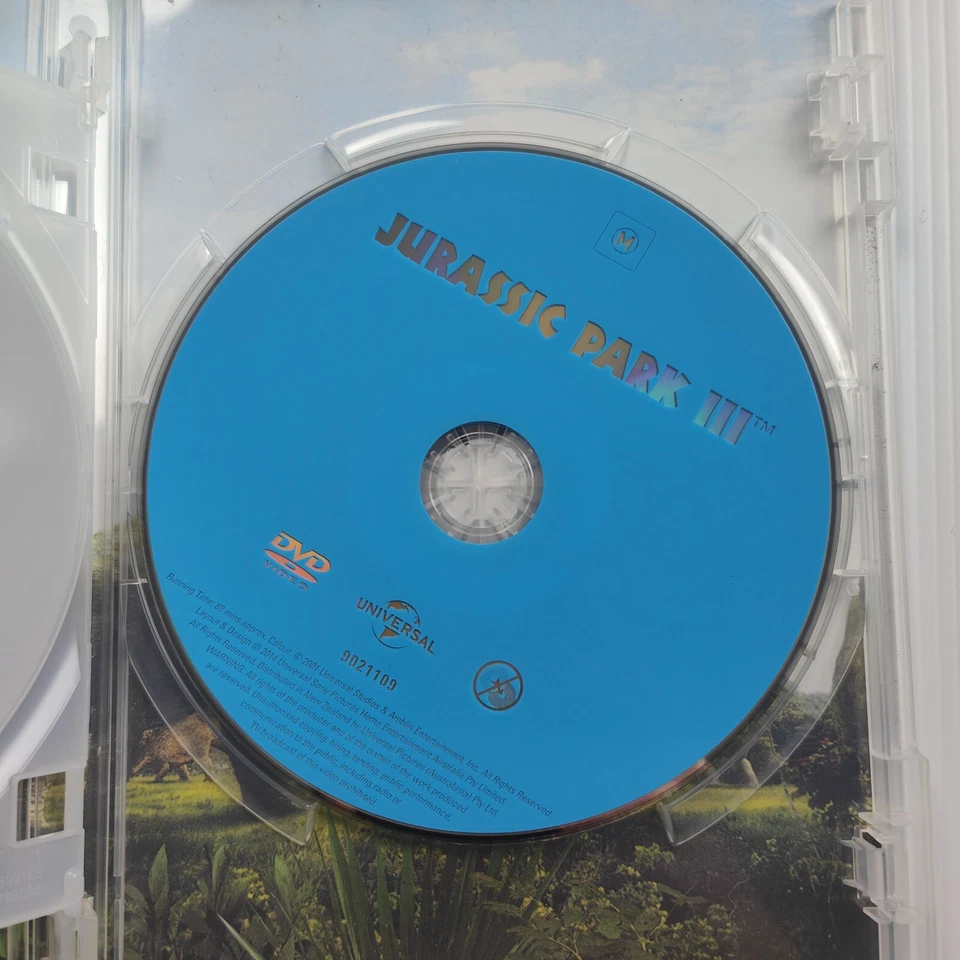 M
JURASSIC PARK III™
DVD
VIDEO
UNIVERSAL
9021109
Running Time: 88 mins approx. Colour. © 2001 Universal Studios & Amblin Entertainment, Inc. All Rights Reserved.
Layout & Design © 2014 Universal Sony Pictures Home Entertainment Australia Pty Limited.
All Rights Reserved. Distributed in New Zealand by Universal Pictures (Australasia) Pty Ltd.
WARNING: All rights of the producer and of the owner of the work produced
are reserved. Unauthorised copying, hiring, lending, public performance,
communication to the public, including radio or
TV broadcast of this video prohibited.